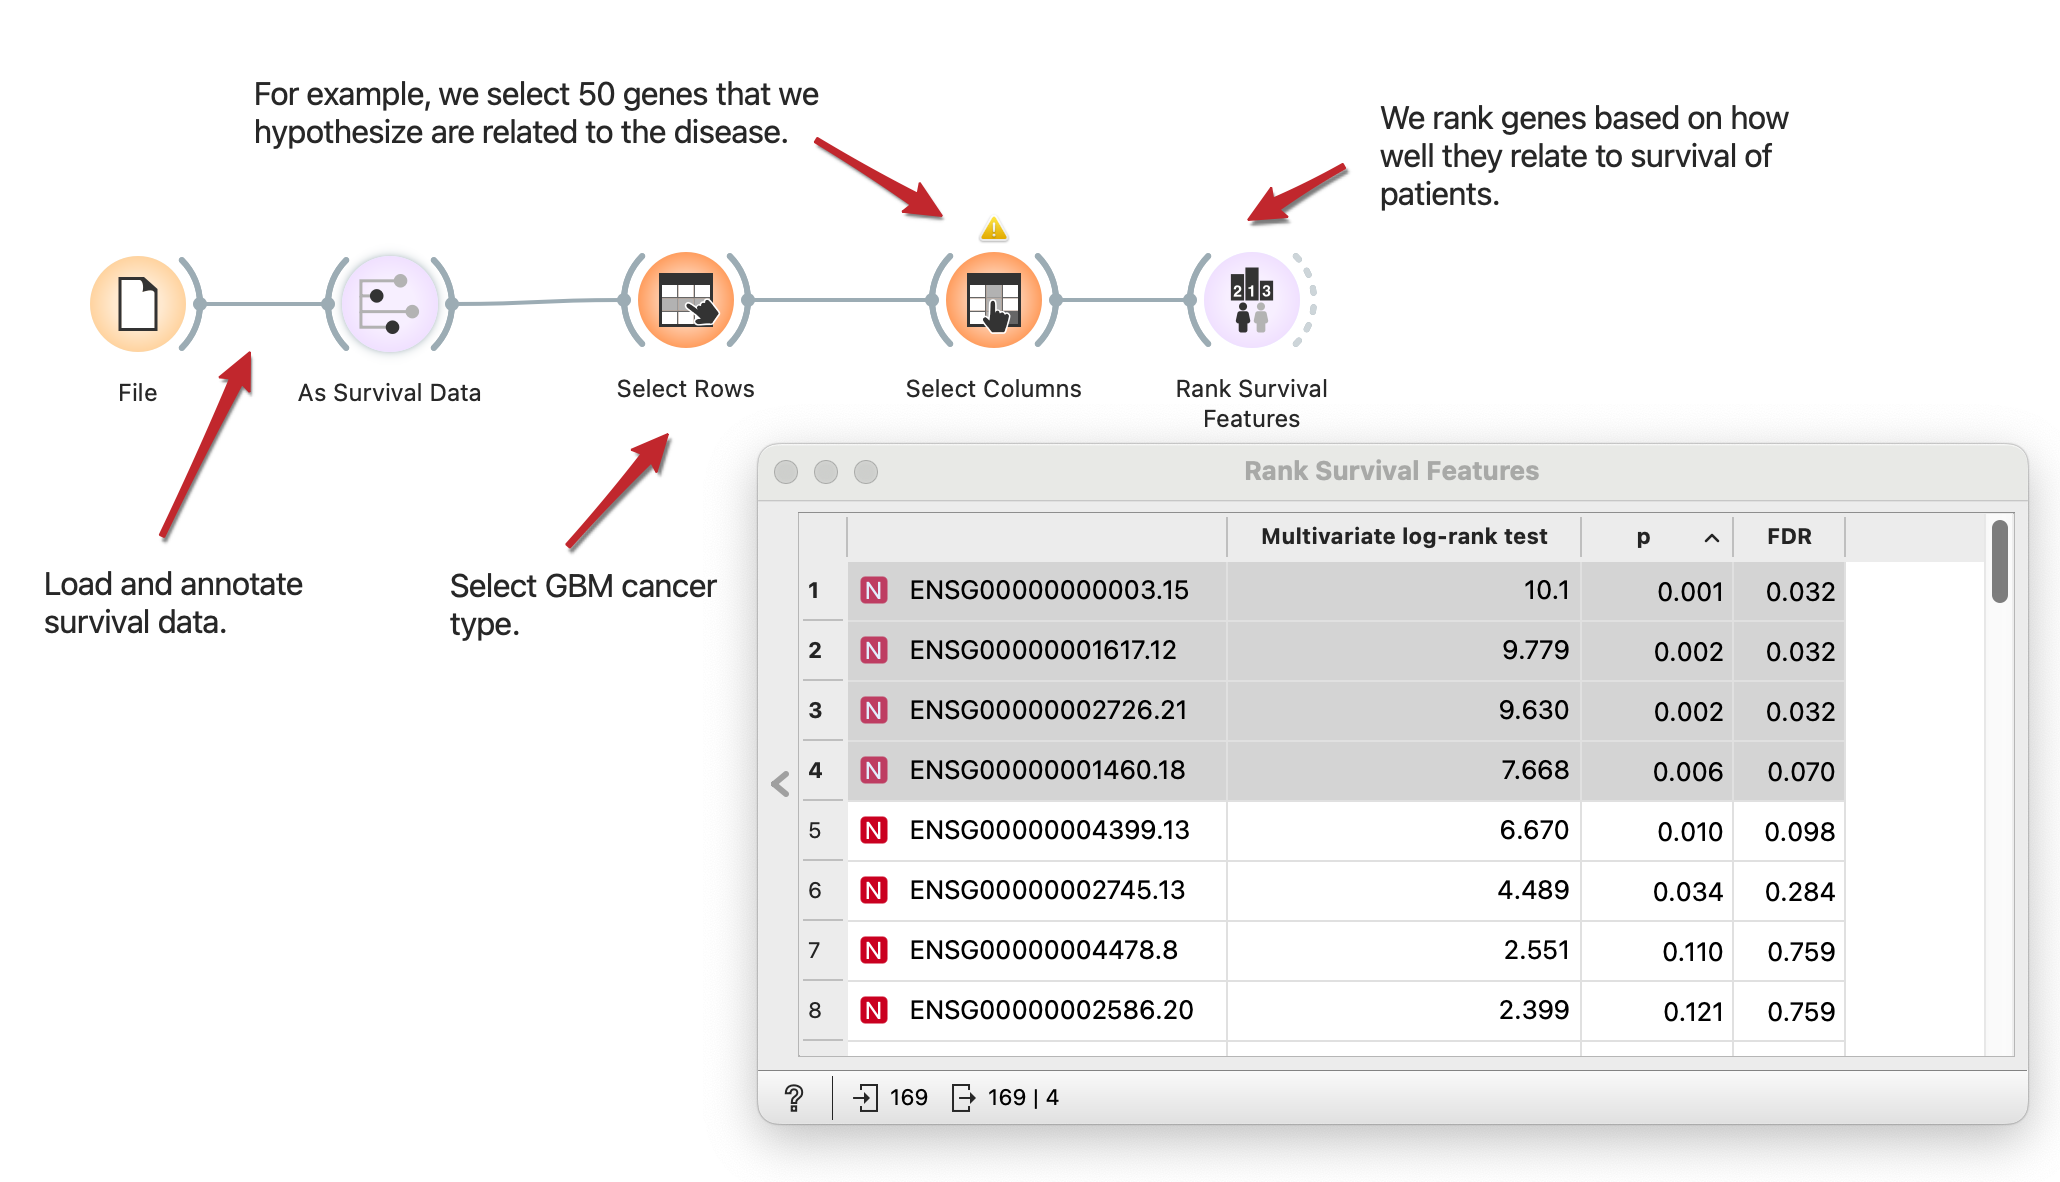 For example, we select 50 genes that we
hypothesize are related to the disease.
We rank genes based on how
well they relate to survival of
patients.
213
File
As Survival Data
Select Rows
Select Columns
Rank Survival
Features
Load and annotate
survival data.
Select GBM cancer
type.
Rank Survival Features
Multivariate log-rank test p FDR
1 N ENSG00000000003.15 10.1 0.001 0.032
2 N ENSG00000001617.12 9.779 0.002 0.032
3 N ENSG00000002726.21 9.630 0.002 0.032
4 N ENSG00000001460.18 7.668 0.006 0.070
5 N ENSG00000004399.13 6.670 0.010 0.098
6 N ENSG00000002745.13 4.489 0.034 0.284
7 N ENSG00000004478.8 2.551 0.110 0.759
8 N ENSG00000002586.20 2.399 0.121 0.759
? 169 169 | 4